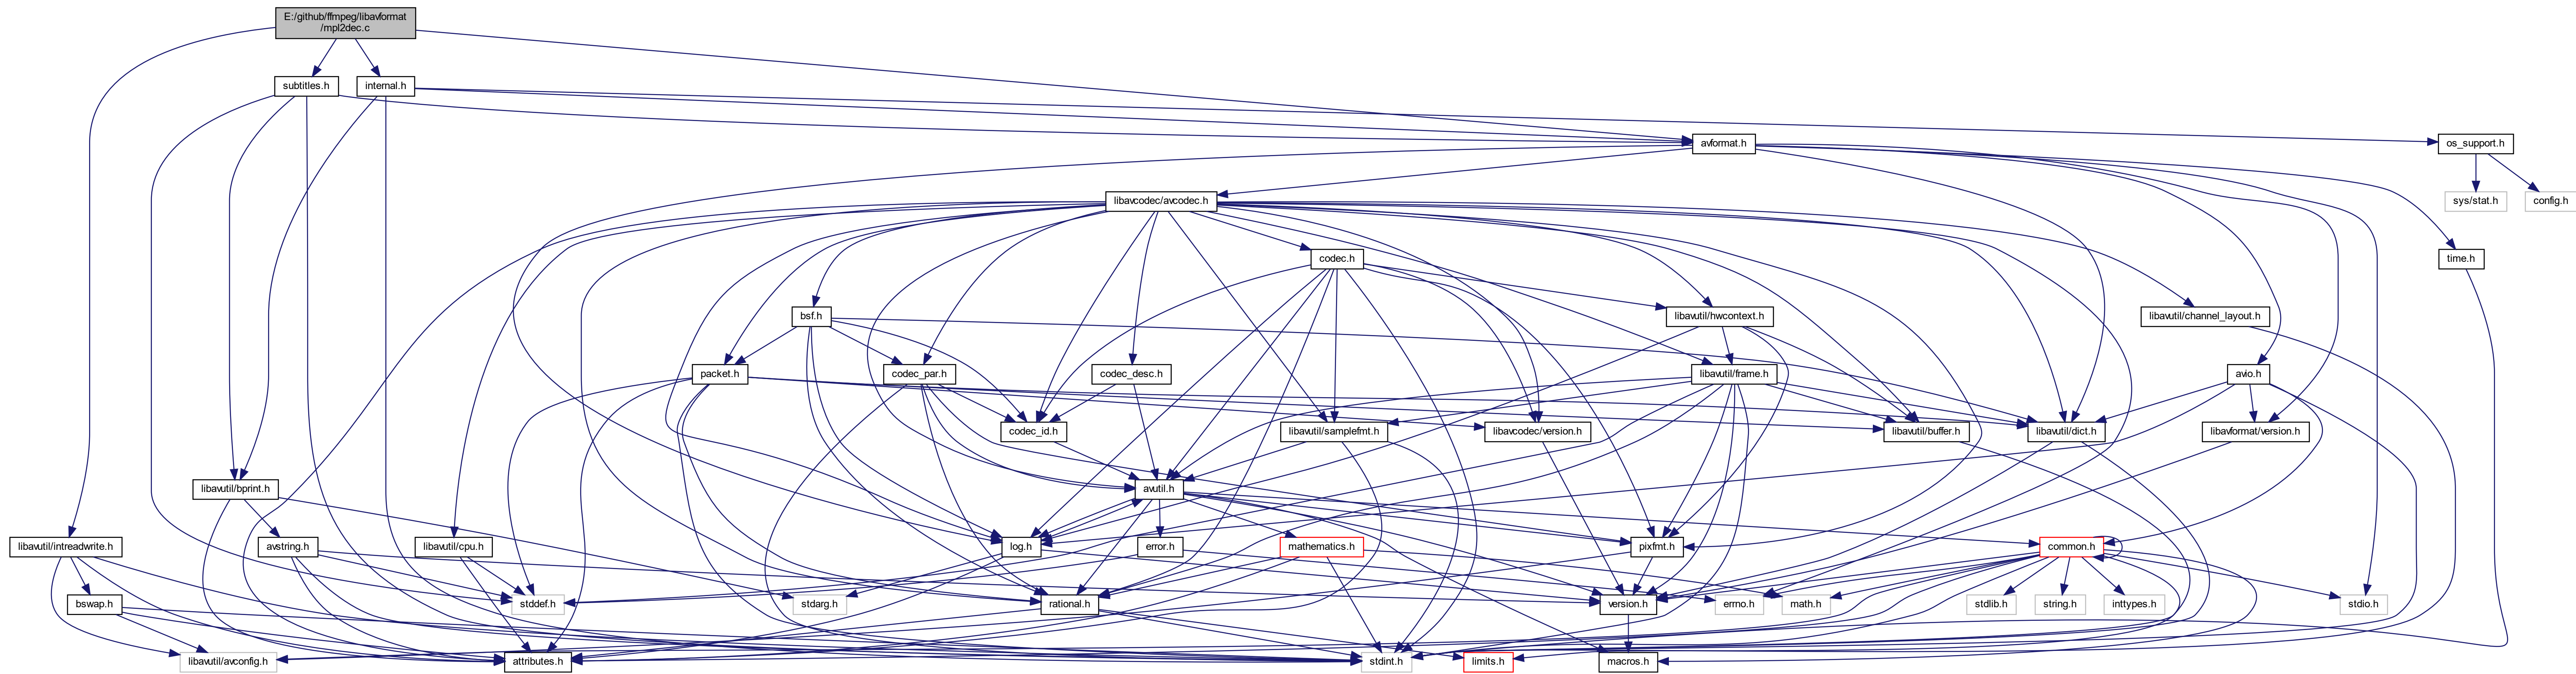 E:/github/ffmpeg/libavformat
/mpl2dec.c
subtitles.h
internal.h
avformat.h
os_support.h
libavcodec/avcodec.h
sys/stat.h
config.h
codec.h
time.h
bsf.h
libavutil/hwcontext.h
libavutil/channel_layout.h
packet.h
codec_par.h
codec_desc.h
libavutil/frame.h
avio.h
codec_id.h
libavutil/samplefmt.h
libavcodec/version.h
libavutil/buffer.h
libavutil/dict.h
libavformat/version.h
libavutil/bprint.h
avutil.h
libavutil/intreadwrite.h
avstring.h
libavutil/cpu.h
log.h
error.h
mathematics.h
pixfmt.h
common.h
bswap.h
stddef.h
stdarg.h
rational.h
version.h
errno.h
math.h
stdlib.h
string.h
inttypes.h
stdio.h
libavutil/avconfig.h
attributes.h
stdint.h
limits.h
macros.h